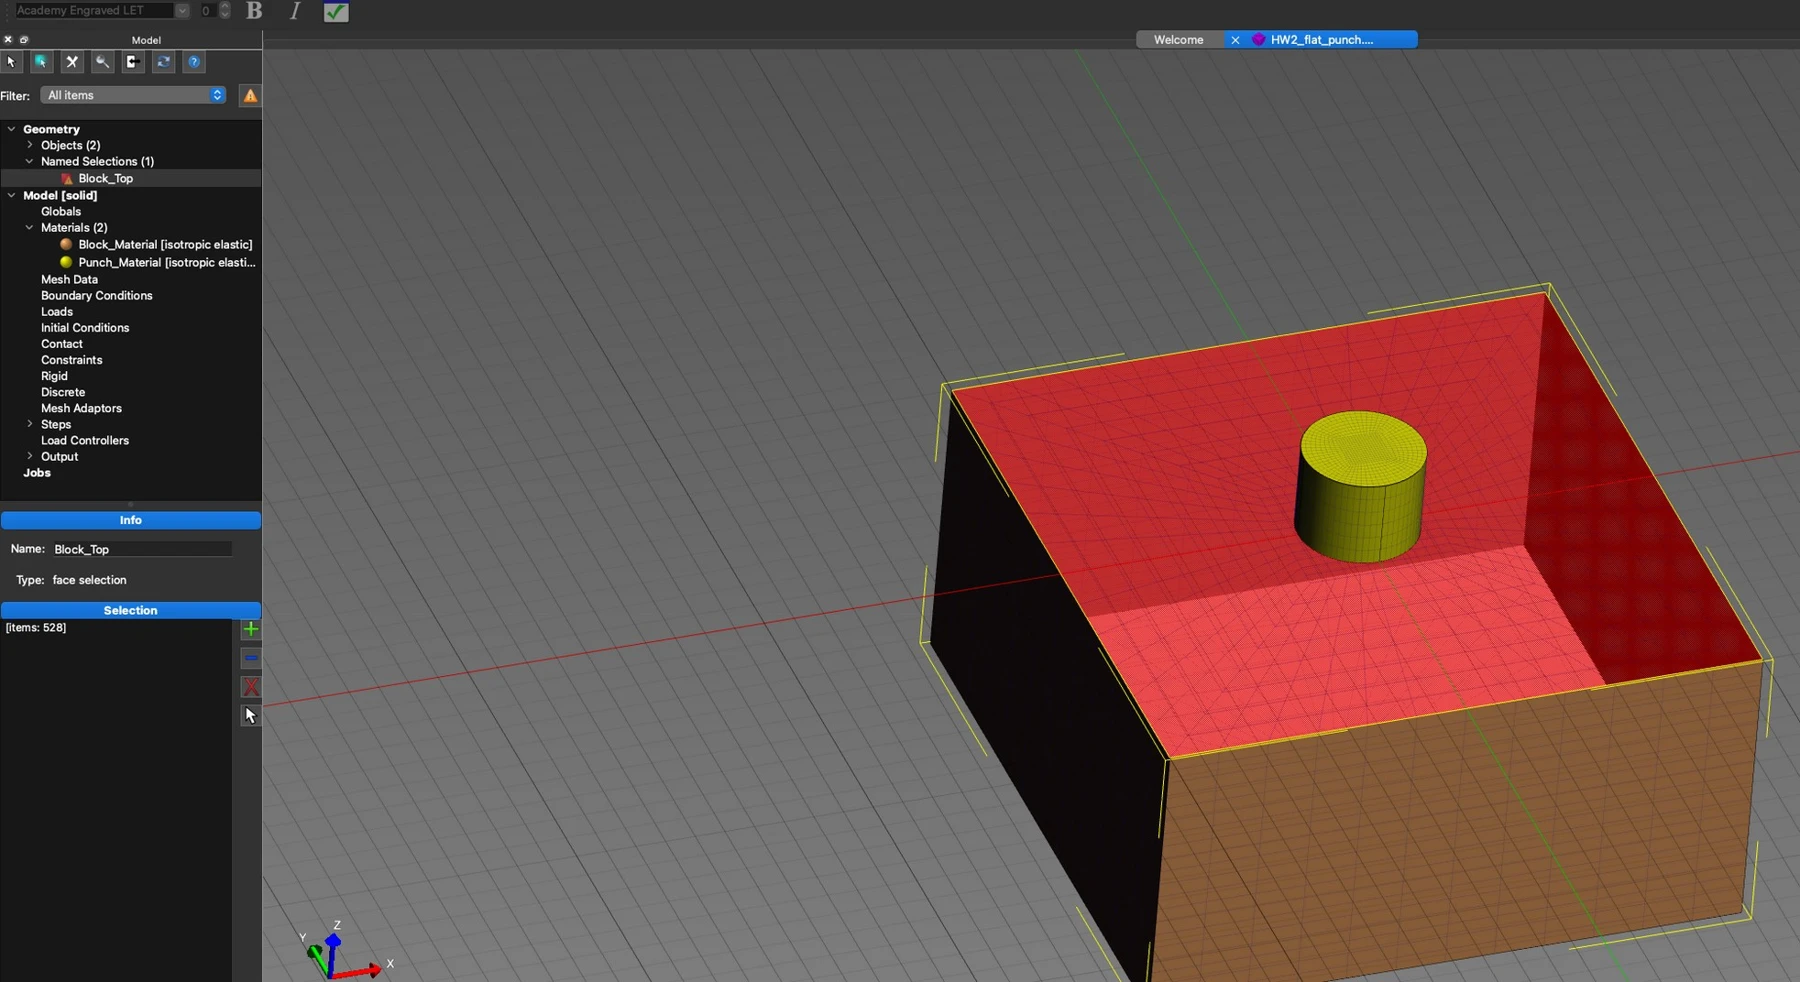 Academy Engraved LET 0 B I
Model
Welcome
HW2_flat_punch....
Filter: All items
Geometry
Objects (2)
Named Selections (1)
Block_Top
Model [solid]
Globals
Materials (2)
Block_Material [isotropic elastic]
Punch_Material [isotropic elasti...
Mesh Data
Boundary Conditions
Loads
Initial Conditions
Contact
Constraints
Rigid
Discrete
Mesh Adaptors
Steps
Load Controllers
Output
Jobs
Info
Name: Block_Top
Type: face selection
Selection
[items: 528]
Z
Y
X